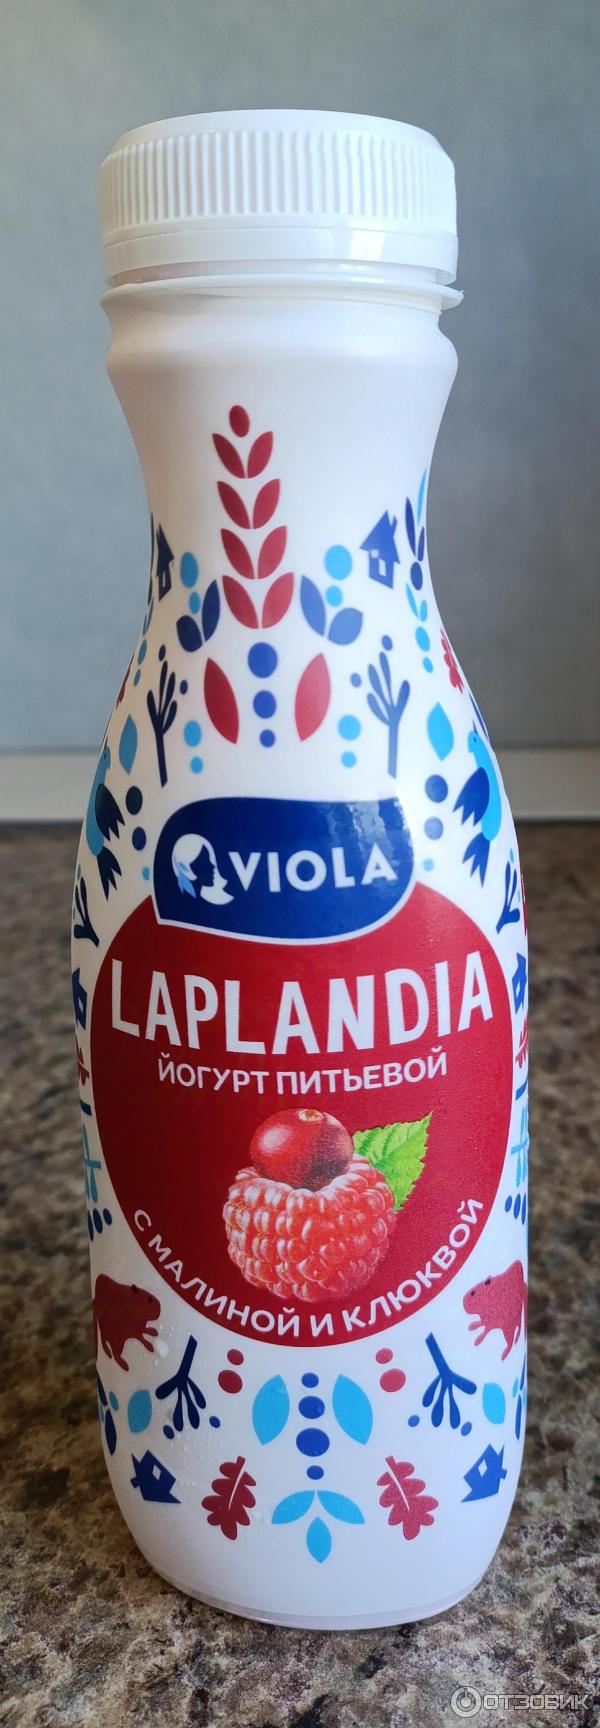 VIOLA
LAPLANDIA
ЙОГУРТ ПИТЬЕВОЙ
С МАЛИНОЙ И КЛЮКВОЙ
ОТЗОВИК